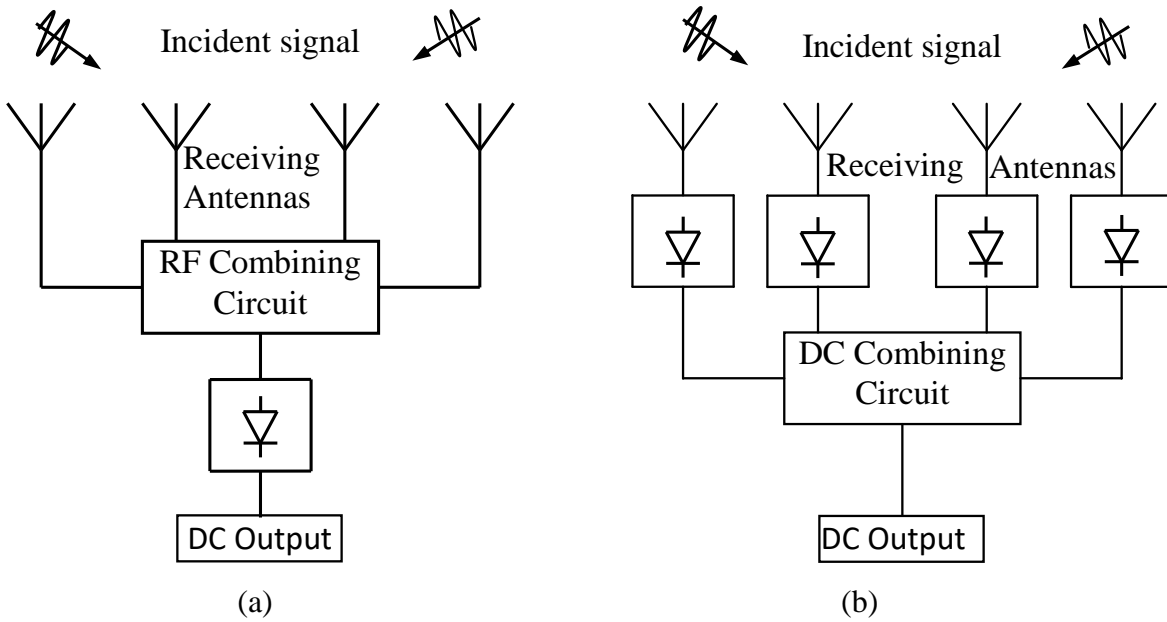 Incident signal
Receiving
Antennas
RF Combining
Circuit
DC Output
(a)
Incident signal
Receiving Antennas
DC Combining
Circuit
DC Output
(b)